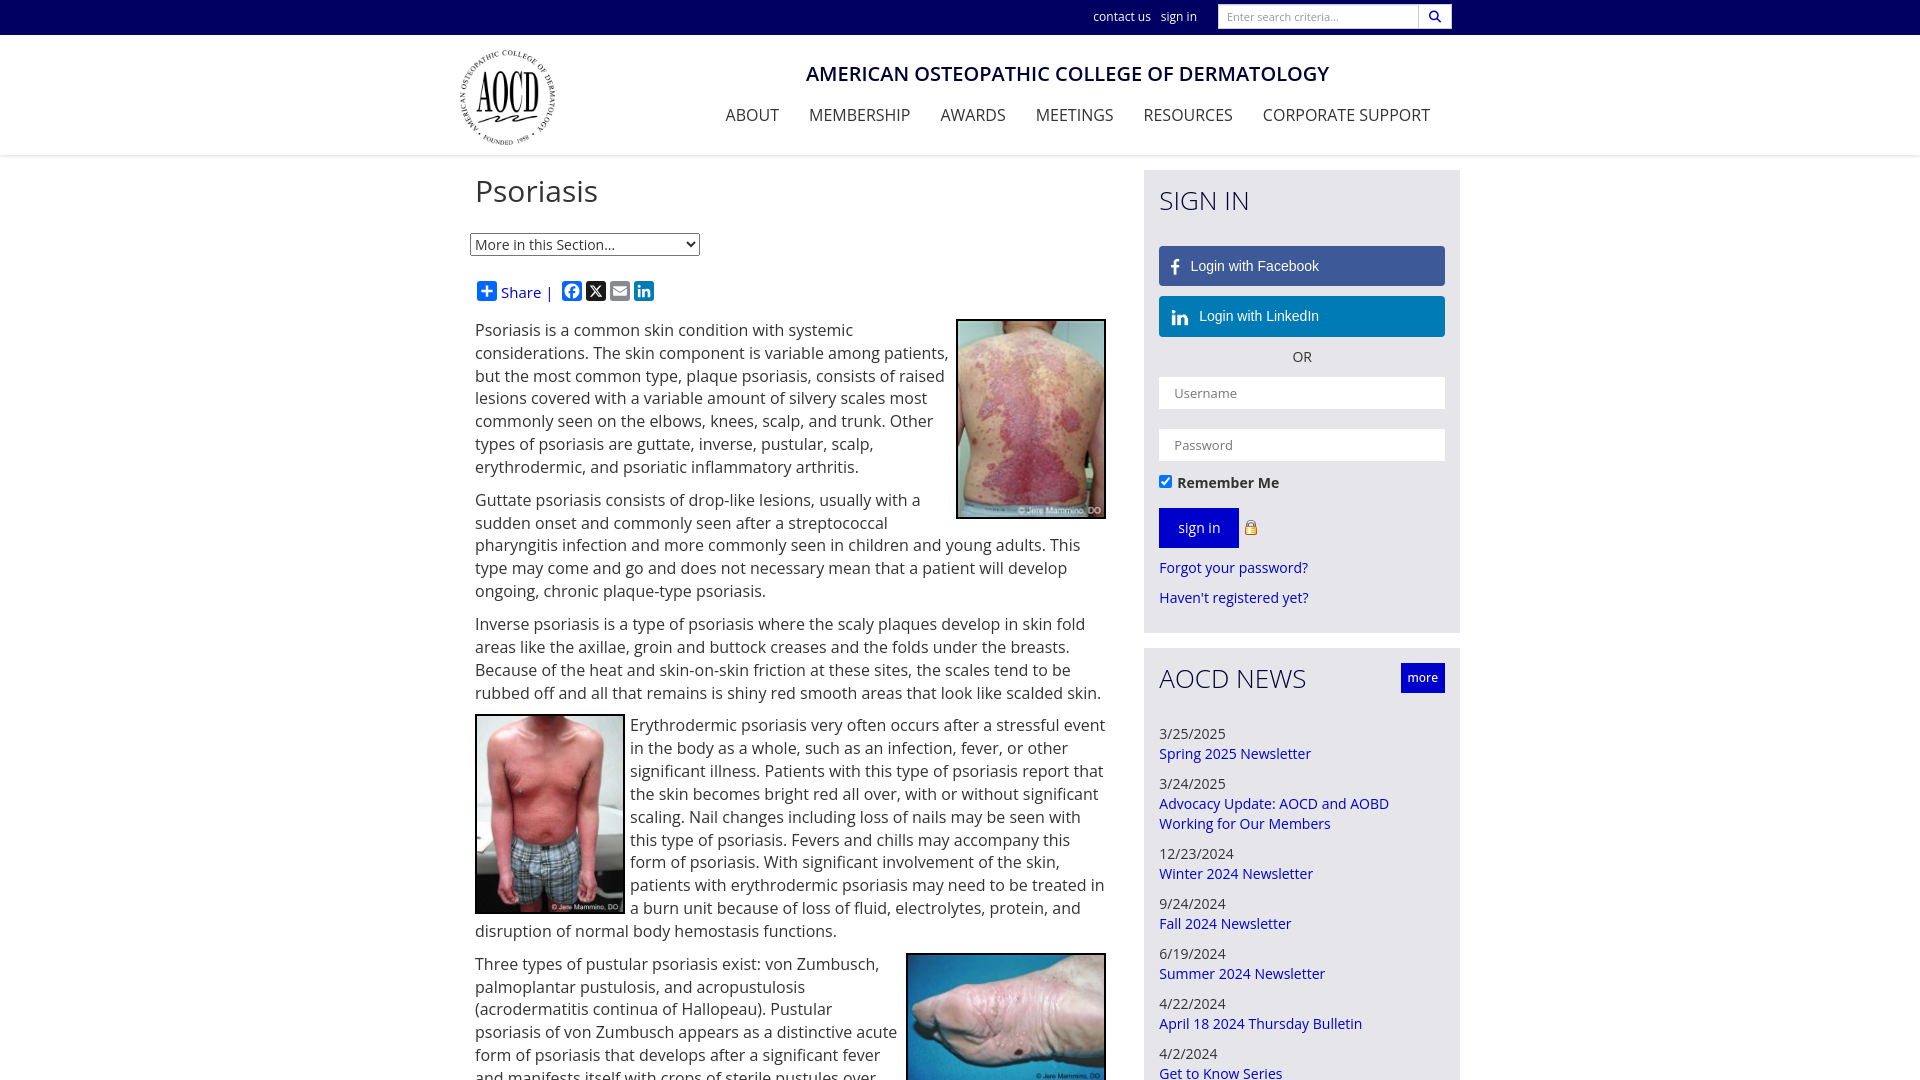 contact us sign in Enter search criteria...
AMERICAN OSTEOPATHIC COLLEGE OF DERMATOLOGY
AMERICAN OSTEOPATHIC COLLEGE OF DERMATOLOGY
AOCD
• FOUNDED 1958 •
ABOUT MEMBERSHIP AWARDS MEETINGS RESOURCES CORPORATE SUPPORT
Psoriasis
More in this Section...
Share |
Psoriasis is a common skin condition with systemic
considerations. The skin component is variable among patients,
but the most common type, plaque psoriasis, consists of raised
lesions covered with a variable amount of silvery scales most
commonly seen on the elbows, knees, scalp, and trunk. Other
types of psoriasis are guttate, inverse, pustular, scalp,
erythrodermic, and psoriatic inflammatory arthritis.
© Jere Mammino, DO
Guttate psoriasis consists of drop-like lesions, usually with a
sudden onset and commonly seen after a streptococcal
pharyngitis infection and more commonly seen in children and young adults. This
type may come and go and does not necessary mean that a patient will develop
ongoing, chronic plaque-type psoriasis.
Inverse psoriasis is a type of psoriasis where the scaly plaques develop in skin fold
areas like the axillae, groin and buttock creases and the folds under the breasts.
Because of the heat and skin-on-skin friction at these sites, the scales tend to be
rubbed off and all that remains is shiny red smooth areas that look like scalded skin.
Erythrodermic psoriasis very often occurs after a stressful event
in the body as a whole, such as an infection, fever, or other
significant illness. Patients with this type of psoriasis report that
the skin becomes bright red all over, with or without significant
scaling. Nail changes including loss of nails may be seen with
this type of psoriasis. Fevers and chills may accompany this
form of psoriasis. With significant involvement of the skin,
patients with erythrodermic psoriasis may need to be treated in
a burn unit because of loss of fluid, electrolytes, protein, and
disruption of normal body hemostasis functions.
© Jere Mammino, DO
Three types of pustular psoriasis exist: von Zumbusch,
palmoplantar pustulosis, and acropustulosis
(acrodermatitis continua of Hallopeau). Pustular
psoriasis of von Zumbusch appears as a distinctive acute
form of psoriasis that develops after a significant fever
and manifests itself with crops of sterile pustules over
© Jere Mammino, DO
SIGN IN
Login with Facebook
Login with LinkedIn
OR
Username
Password
Remember Me
sign in
Forgot your password?
Haven't registered yet?
AOCD NEWS more
3/25/2025
Spring 2025 Newsletter
3/24/2025
Advocacy Update: AOCD and AOBD
Working for Our Members
12/23/2024
Winter 2024 Newsletter
9/24/2024
Fall 2024 Newsletter
6/19/2024
Summer 2024 Newsletter
4/22/2024
April 18 2024 Thursday Bulletin
4/2/2024
Get to Know Series